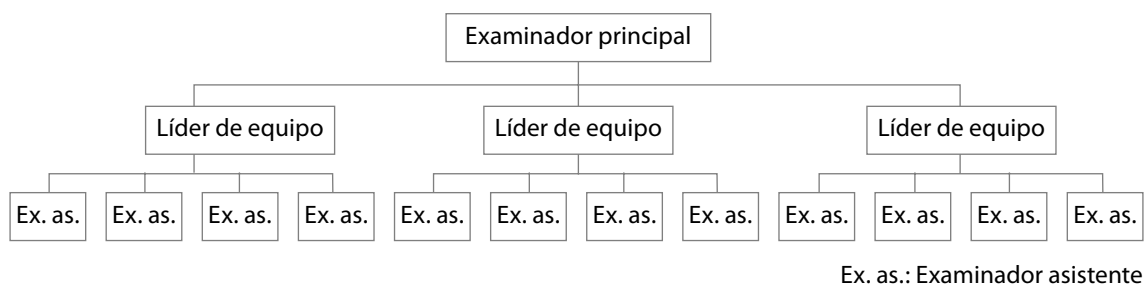 Examinador principal
Líder de equipo Líder de equipo Líder de equipo
Ex. as. Ex. as. Ex. as. Ex. as. Ex. as. Ex. as. Ex. as. Ex. as. Ex. as. Ex. as. Ex. as. Ex. as.
Ex. as.: Examinador asistente